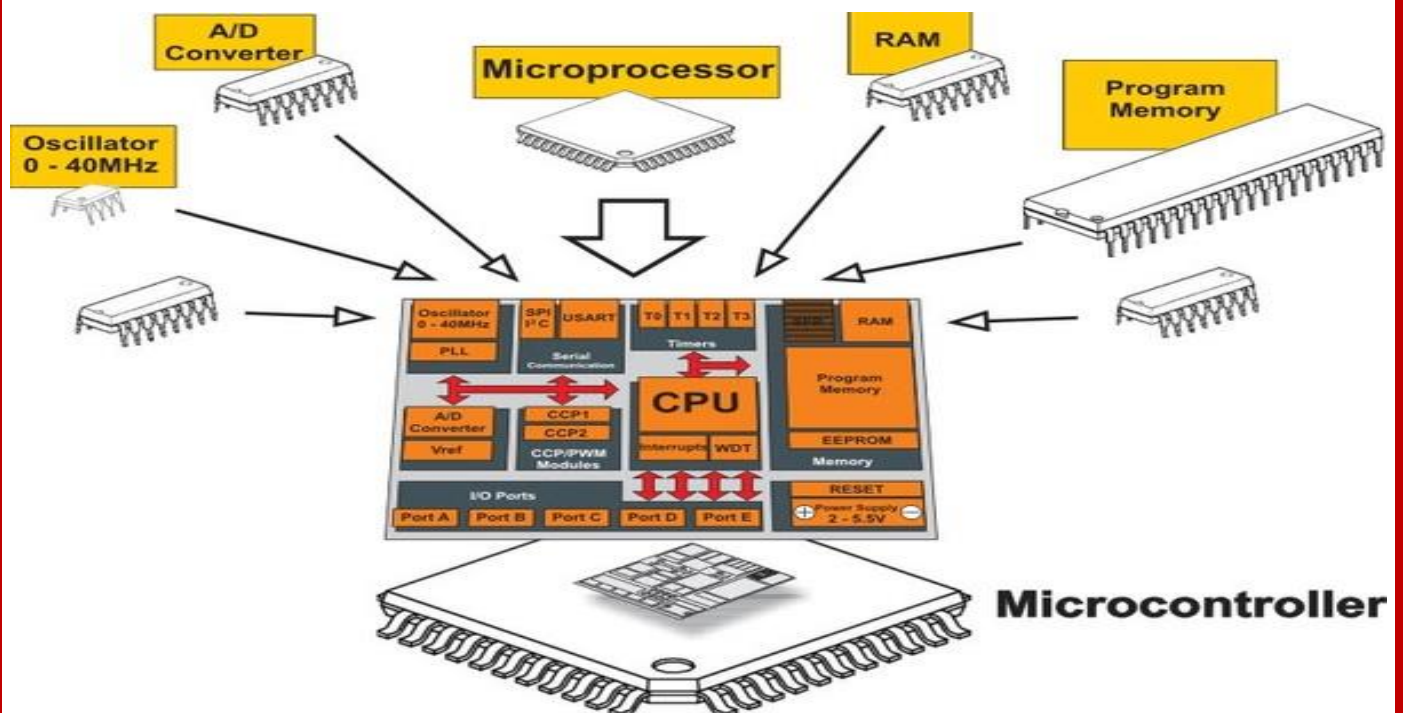 A/D
Converter
Microprocessor
RAM
Program
Memory
Oscillator
0 - 40MHz
Oscillator
0 - 40MHz
PLL
SPI
I²C
USART
Serial
Communication
T0
T1
T2
T3
Timers
RAM
Program
Memory
EEPROM
Memory
A/D
Converter
Vref
CCP1
CCP2
CCP/PWM
Modules
CPU
Interrupts
WDT
I/O Ports
Port A
Port B
Port C
Port D
Port E
RESET
+
Power Supply
2 - 5.5V
−
Microcontroller